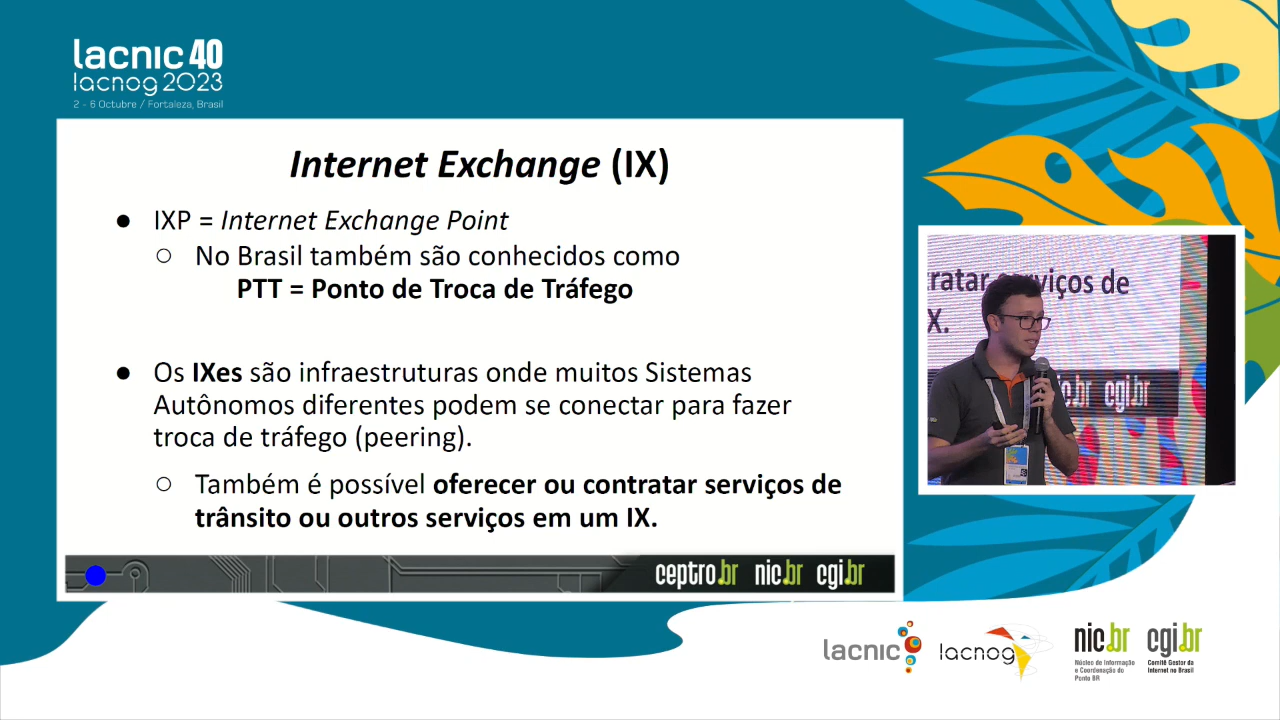 lacnic 40
lacnog 2023
2 - 6 Octubre / Fortaleza, Brasil
Internet Exchange (IX)
● IXP = Internet Exchange Point
○ No Brasil também são conhecidos como
PTT = Ponto de Troca de Tráfego
● Os IXes são infraestruturas onde muitos Sistemas
Autônomos diferentes podem se conectar para fazer
troca de tráfego (peering).
○ Também é possível oferecer ou contratar serviços de
trânsito ou outros serviços em um IX.
ceptro.br nic.br cgi.br
ratar serviços de
X.
ic.br cgi.br
lacnic
lacnog
nic.br
Núcleo de Informação
e Coordenação do
Ponto BR
cgi.br
Comitê Gestor da
Internet no Brasil